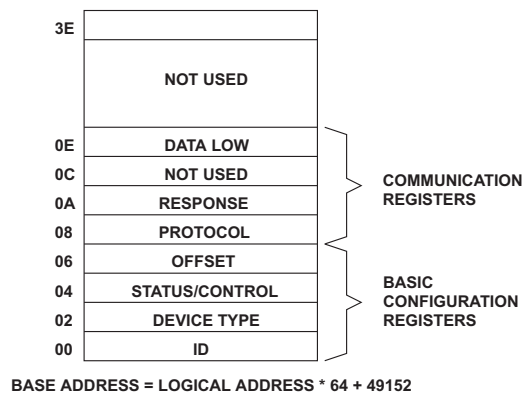 3E
NOT USED
0E DATA LOW
0C NOT USED
0A RESPONSE
08 PROTOCOL
06 OFFSET
04 STATUS/CONTROL
02 DEVICE TYPE
00 ID
COMMUNICATION
REGISTERS
BASIC
CONFIGURATION
REGISTERS
BASE ADDRESS = LOGICAL ADDRESS * 64 + 49152